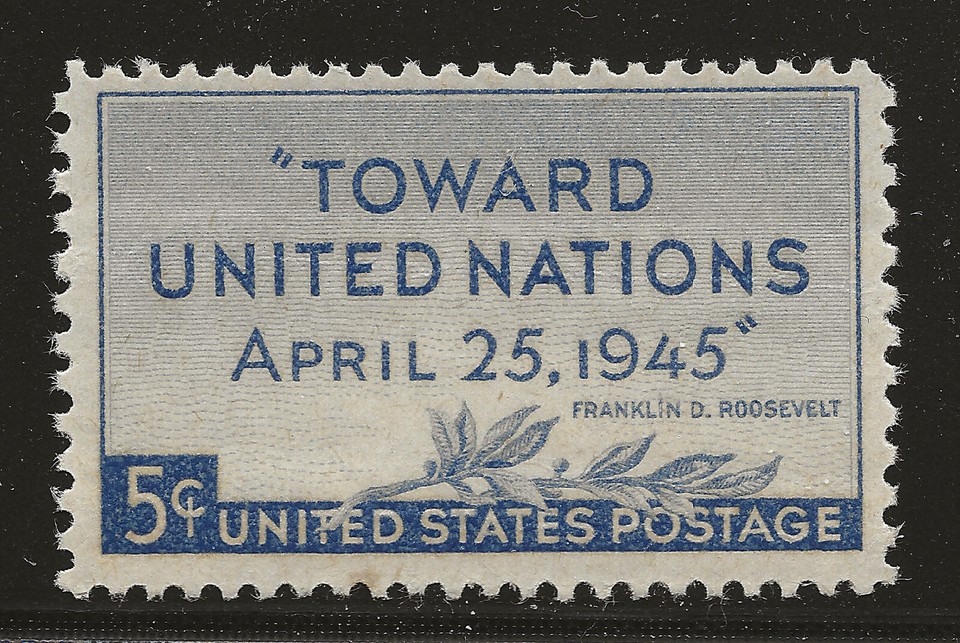 "TOWARD
UNITED NATIONS
APRIL 25, 1945"
FRANKLIN D. ROOSEVELT
5¢
UNITED STATES POSTAGE